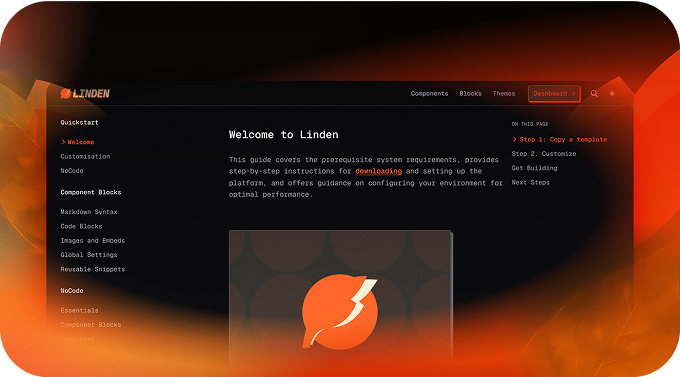 LINDEN
Components
Blocks
Themes
Dashboard >
Quickstart
> Welcome
Customisation
NoCode
Component Blocks
Markdown Syntax
Code Blocks
Images and Embeds
Global Settings
Reusable Snippets
NoCode
Essentials
Component Blocks
Welcome to Linden
This guide covers the prerequisite system requirements, provides
step-by-step instructions for downloading and setting up the
platform, and offers guidance on configuring your environment for
optimal performance.
ON THIS PAGE
> Step 1: Copy a template
Step 2. Customize
Get Building
Next Steps